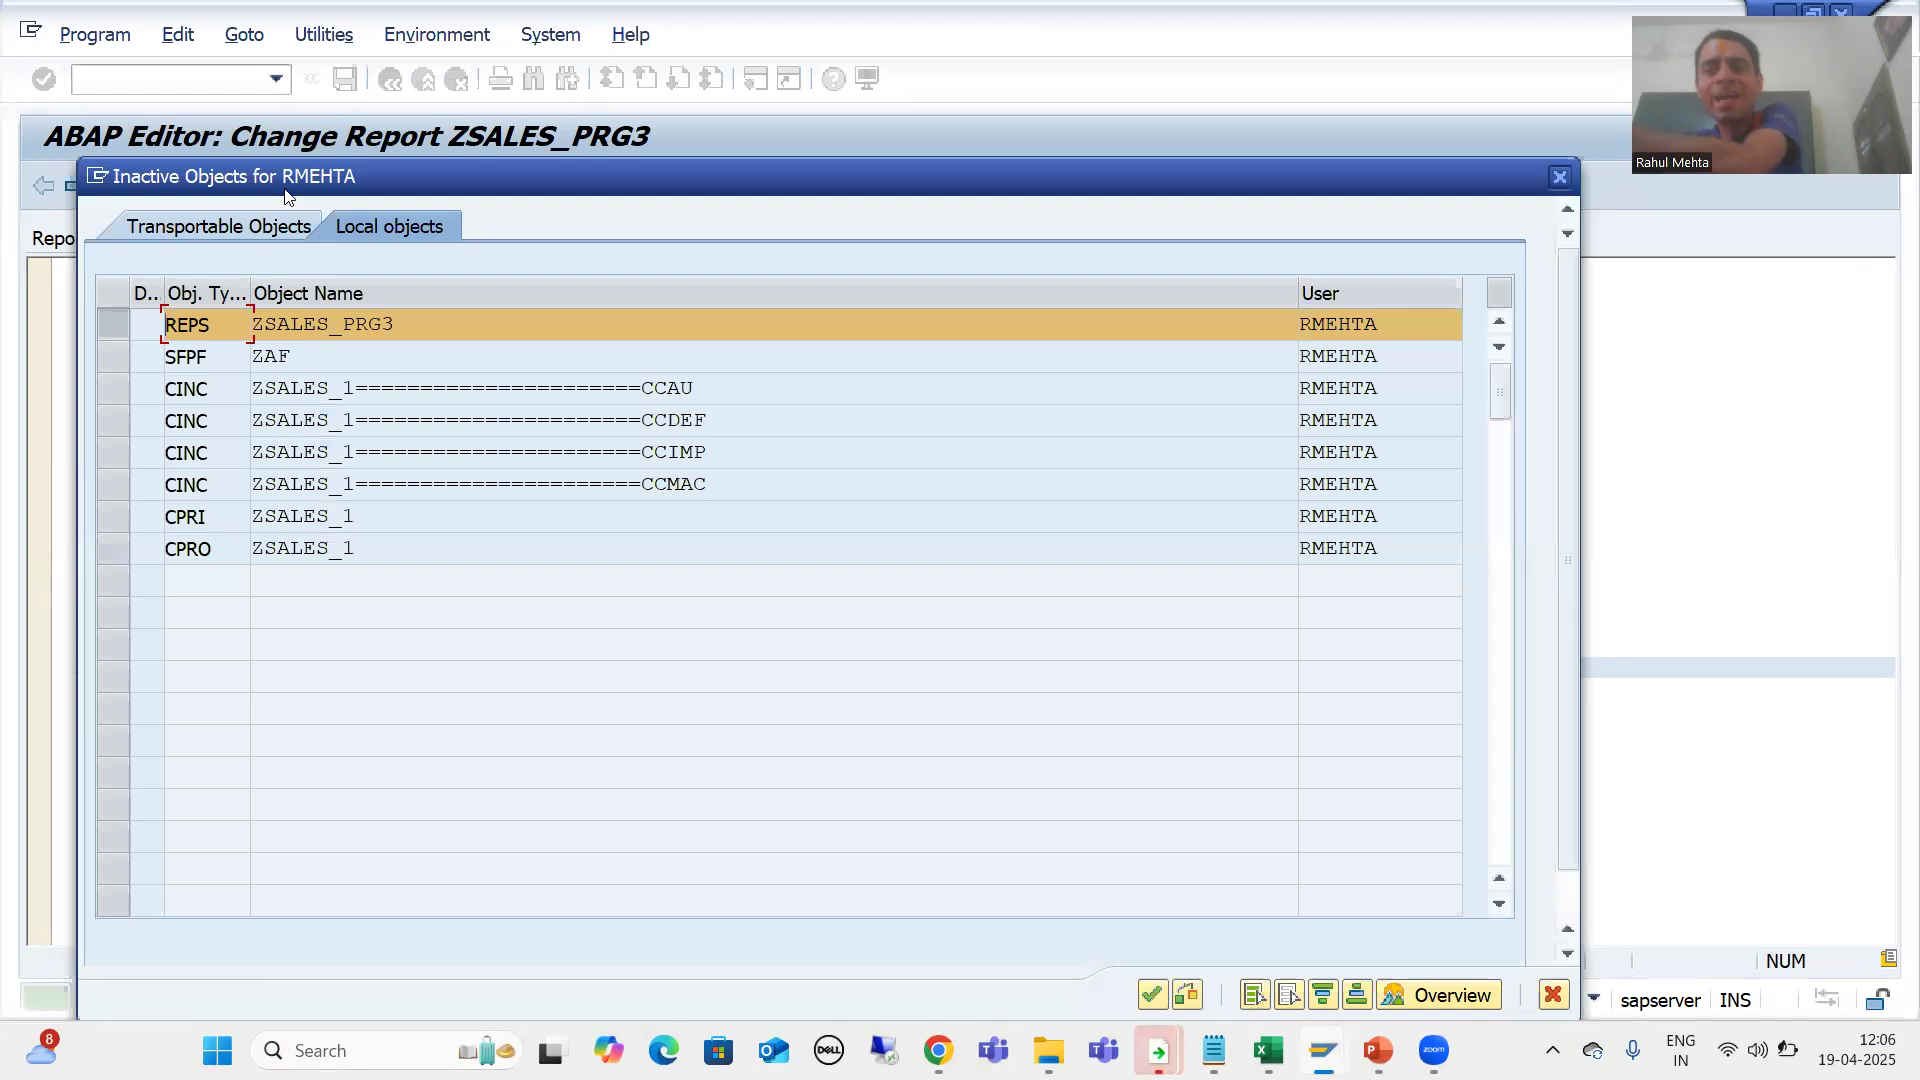 Program Edit Goto Utilities Environment System Help
ABAP Editor: Change Report ZSALES_PRG3
Rahul Mehta
Inactive Objects for RMEHTA
Repo
Transportable Objects Local objects
D.. Obj. Ty... Object Name User
REPS ZSALES_PRG3 RMEHTA
SFPF ZAF RMEHTA
CINC ZSALES_1======================CCAU RMEHTA
CINC ZSALES_1======================CCDEF RMEHTA
CINC ZSALES_1======================CCIMP RMEHTA
CINC ZSALES_1======================CCMAC RMEHTA
CPRI ZSALES_1 RMEHTA
CPRO ZSALES_1 RMEHTA
NUM
Overview
sapserver INS
8
Search
DELL
zoom
ENG
IN
12:06
19-04-2025